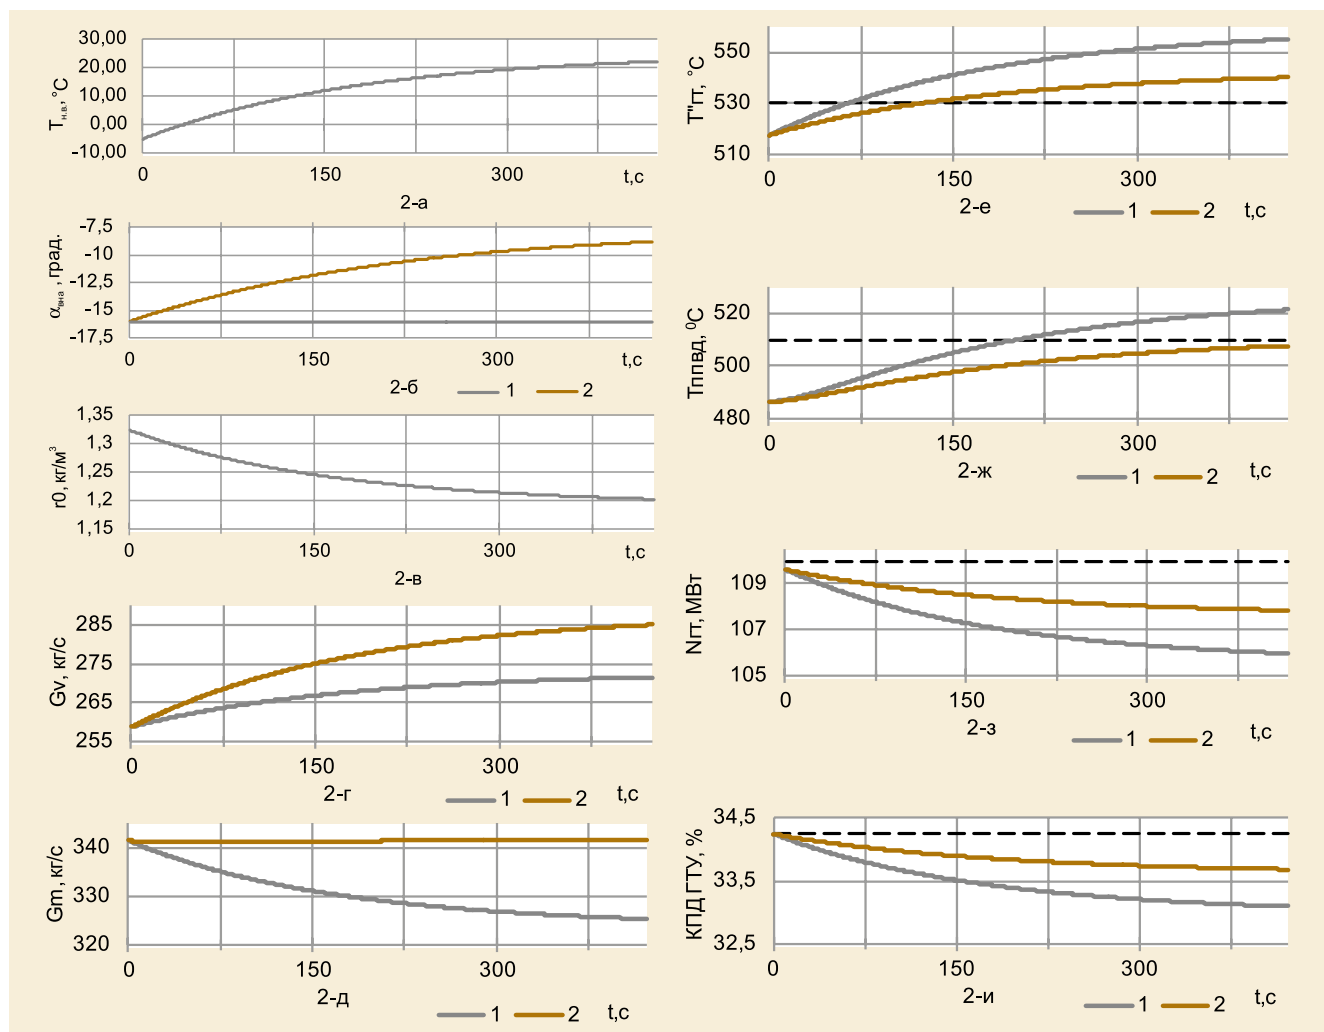 30,00
20,00
10,00
0,00
-10,00
Tн.в., °C
0 150 300 t,c
2-а
-7,5
-10
-12,5
-15
-17,5
αвна, град.
0 150 300 t,c
2-б 1 2
1,35
1,3
1,25
1,2
1,15
r0, кг/м³
0 150 300 t,c
2-в
285
275
265
255
Gv, кг/с
0 150 300
2-г 1 2 t,c
340
330
320
Gm, кг/с
0 150 300
2-д 1 2 t,c
550
530
510
T"гт, °C
0 150 300
2-е 1 2 t,c
520
500
480
Tппвд, ⁰C
0 150 300
2-ж 1 2 t,c
109
107
105
Nгт, МВт
0 150 300
2-з 1 2 t,c
34,5
33,5
32,5
КПД ГТУ, %
0 150 300
2-и 1 2 t,c